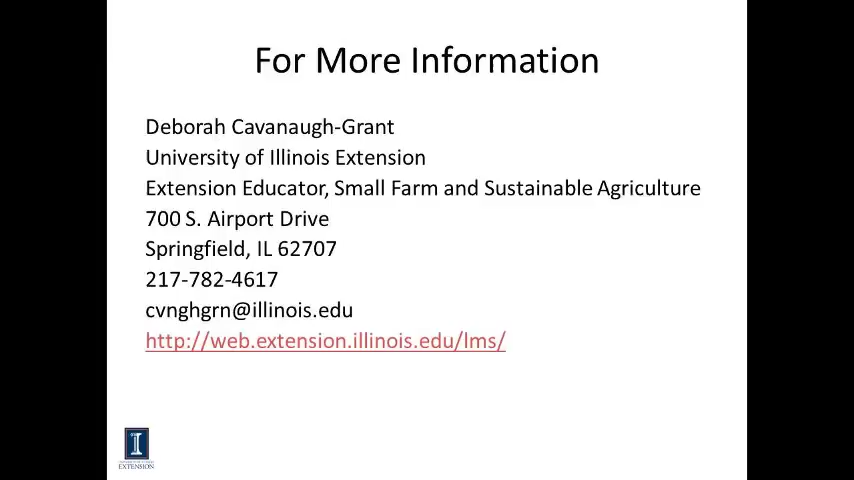 For More Information
Deborah Cavanaugh-Grant
University of Illinois Extension
Extension Educator, Small Farm and Sustainable Agriculture
700 S. Airport Drive
Springfield, IL 62707
217-782-4617
cvnghgrn@illinois.edu
http://web.extension.illinois.edu/lms/
I
EXTENSION